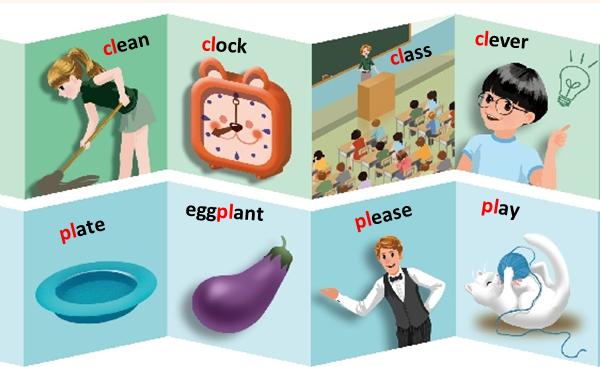 clean
clock
class
clever
plate
eggplant
please
play